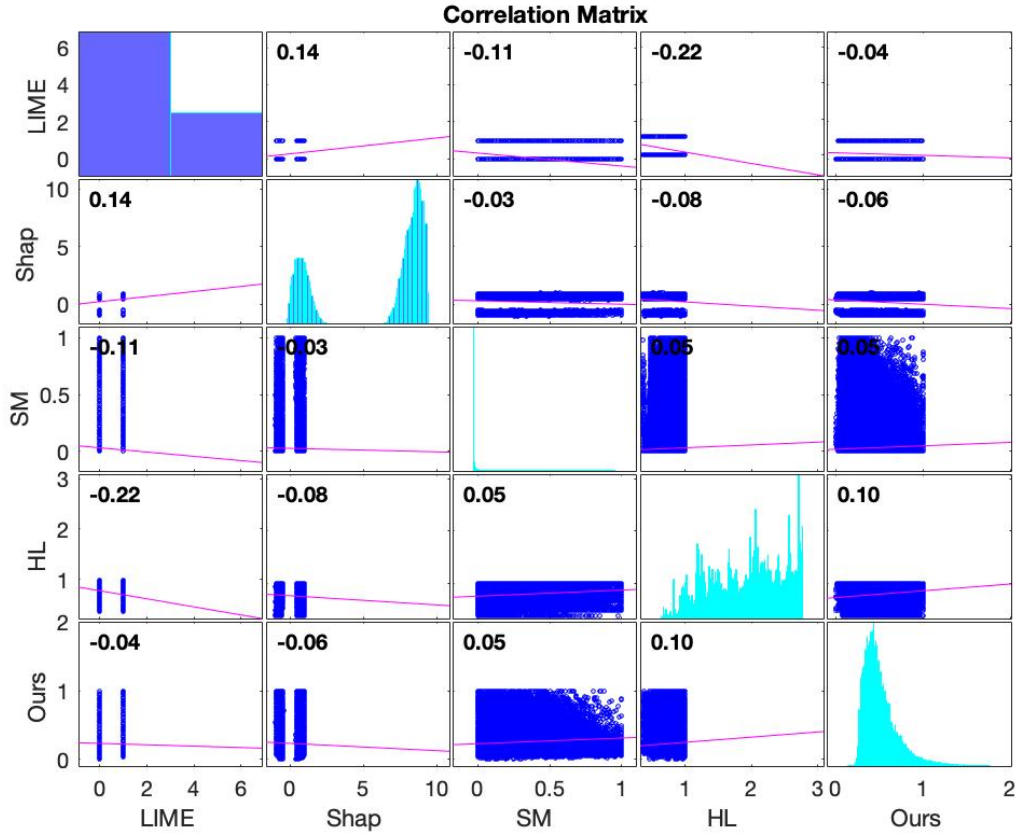 Correlation Matrix
0.14 -0.11 -0.22 -0.04
LIME
6
4
2
0
0.14 -0.03 -0.08 -0.06
Shap
10
5
0
-0.11 -0.03 0.05 0.05
SM
1
0.5
0
-0.22 -0.08 0.05 0.10
HL
3
2
1
2
-0.04 -0.06 0.05 0.10
Ours
2
1
0
0 2 4 6 0 5 10 0 1 1 2 3 0 1 2
LIME Shap SM HL Ours